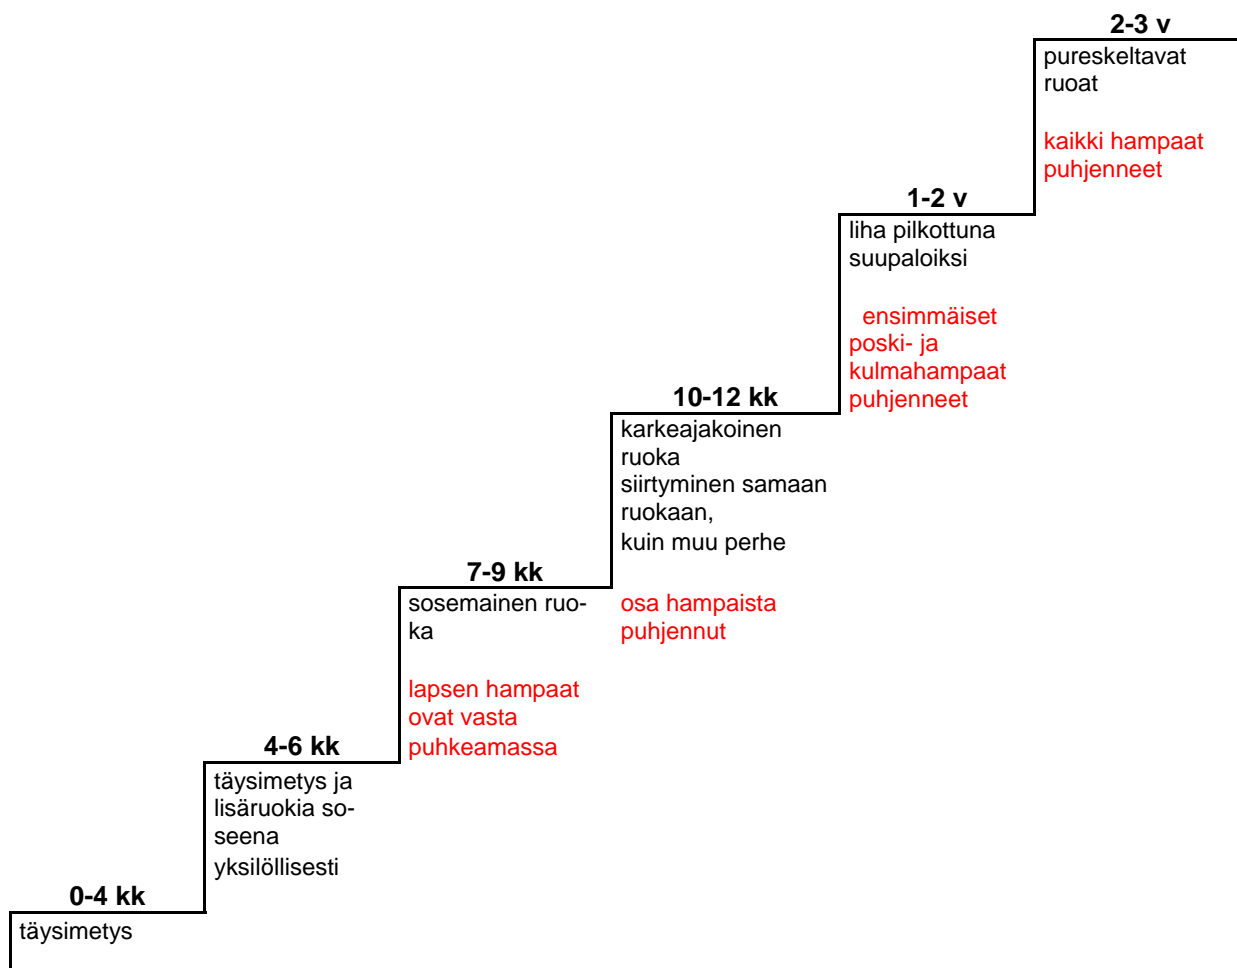 2-3 v
pureskeltavat
ruoat
kaikki hampaat
puhjenneet
1-2 v
liha pilkottuna
suupaloiksi
ensimmäiset
poski- ja
kulmahampaat
puhjenneet
10-12 kk
karkeajakoinen
ruoka
siirtyminen samaan
ruokaan,
kuin muu perhe
osa hampaista
puhjennut
7-9 kk
sosemainen ruo-
ka
lapsen hampaat
ovat vasta
puhkeamassa
4-6 kk
täysimetys ja
lisäruokia so-
seena
yksilöllisesti
0-4 kk
täysimetys